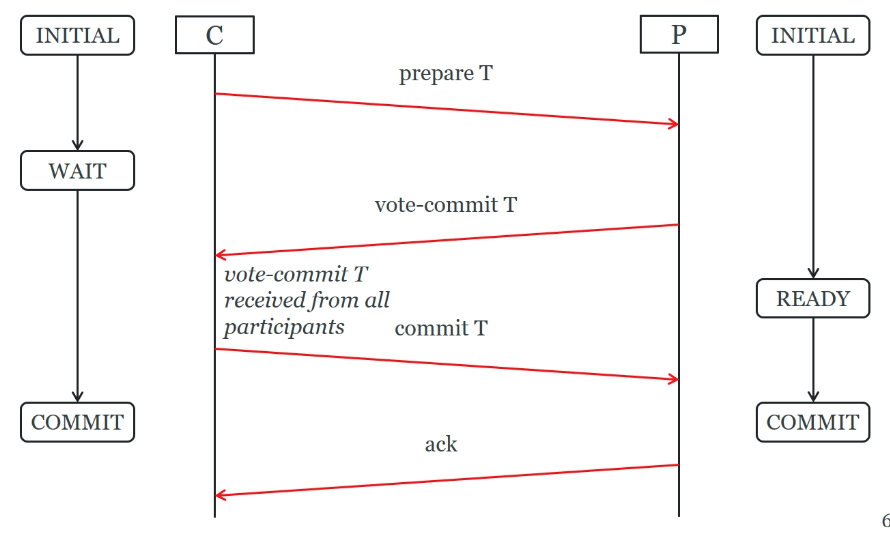 INITIAL
C
P
INITIAL
prepare T
WAIT
vote-commit T
vote-commit T
received from all
participants
commit T
READY
COMMIT
COMMIT
ack
6